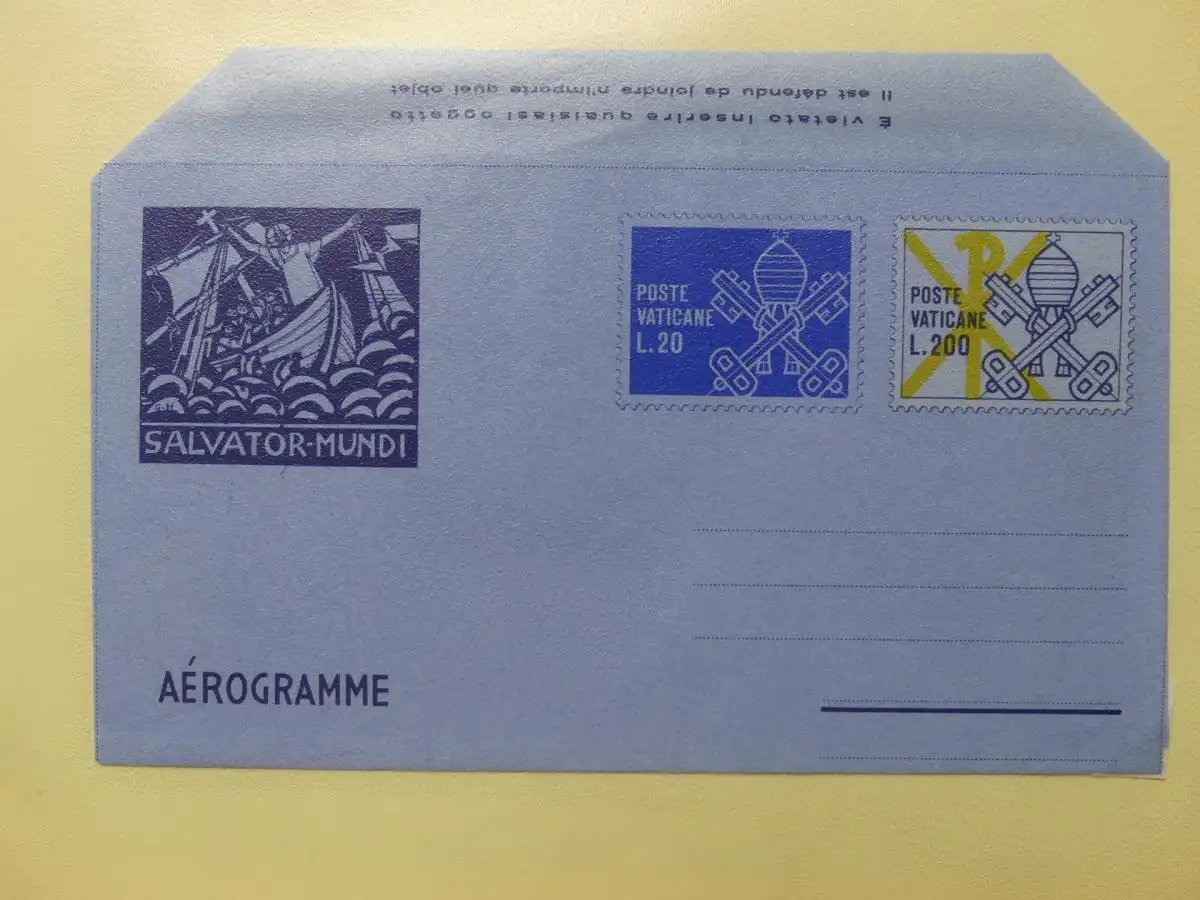 Il est défendu de joindre n'importe quel objet
É vietato inserire qualsiasi oggetto
SALVATOR-MUNDI
POSTE
VATICANE
L.20
POSTE
VATICANE
L.200
AÉROGRAMME